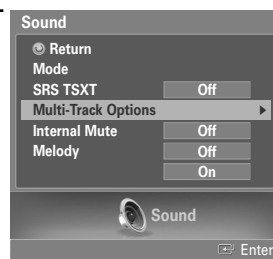 Sound
Return
Mode
SRS TSXT Off
Multi-Track Options
Internal Mute Off
Melody Off
On
Sound
Enter